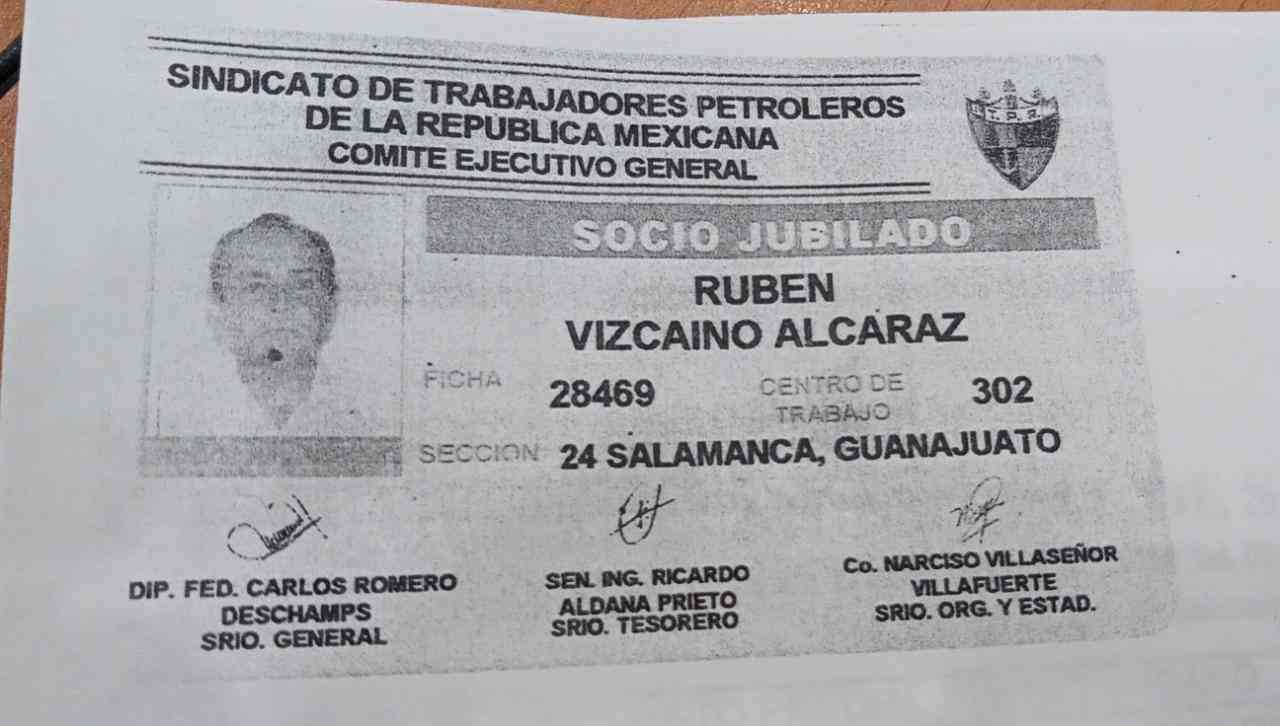 SINDICATO DE TRABAJADORES PETROLEROS
DE LA REPUBLICA MEXICANA
COMITE EJECUTIVO GENERAL
S.T.P.R.M.
SOCIO JUBILADO
RUBEN
VIZCAINO ALCARAZ
FICHA 28469 CENTRO DE TRABAJO 302
SECCION 24 SALAMANCA, GUANAJUATO
DIP. FED. CARLOS ROMERO
DESCHAMPS
SRIO. GENERAL
SEN. ING. RICARDO
ALDANA PRIETO
SRIO. TESORERO
Co. NARCISO VILLASEÑOR
VILLAFUERTE
SRIO. ORG. Y ESTAD.